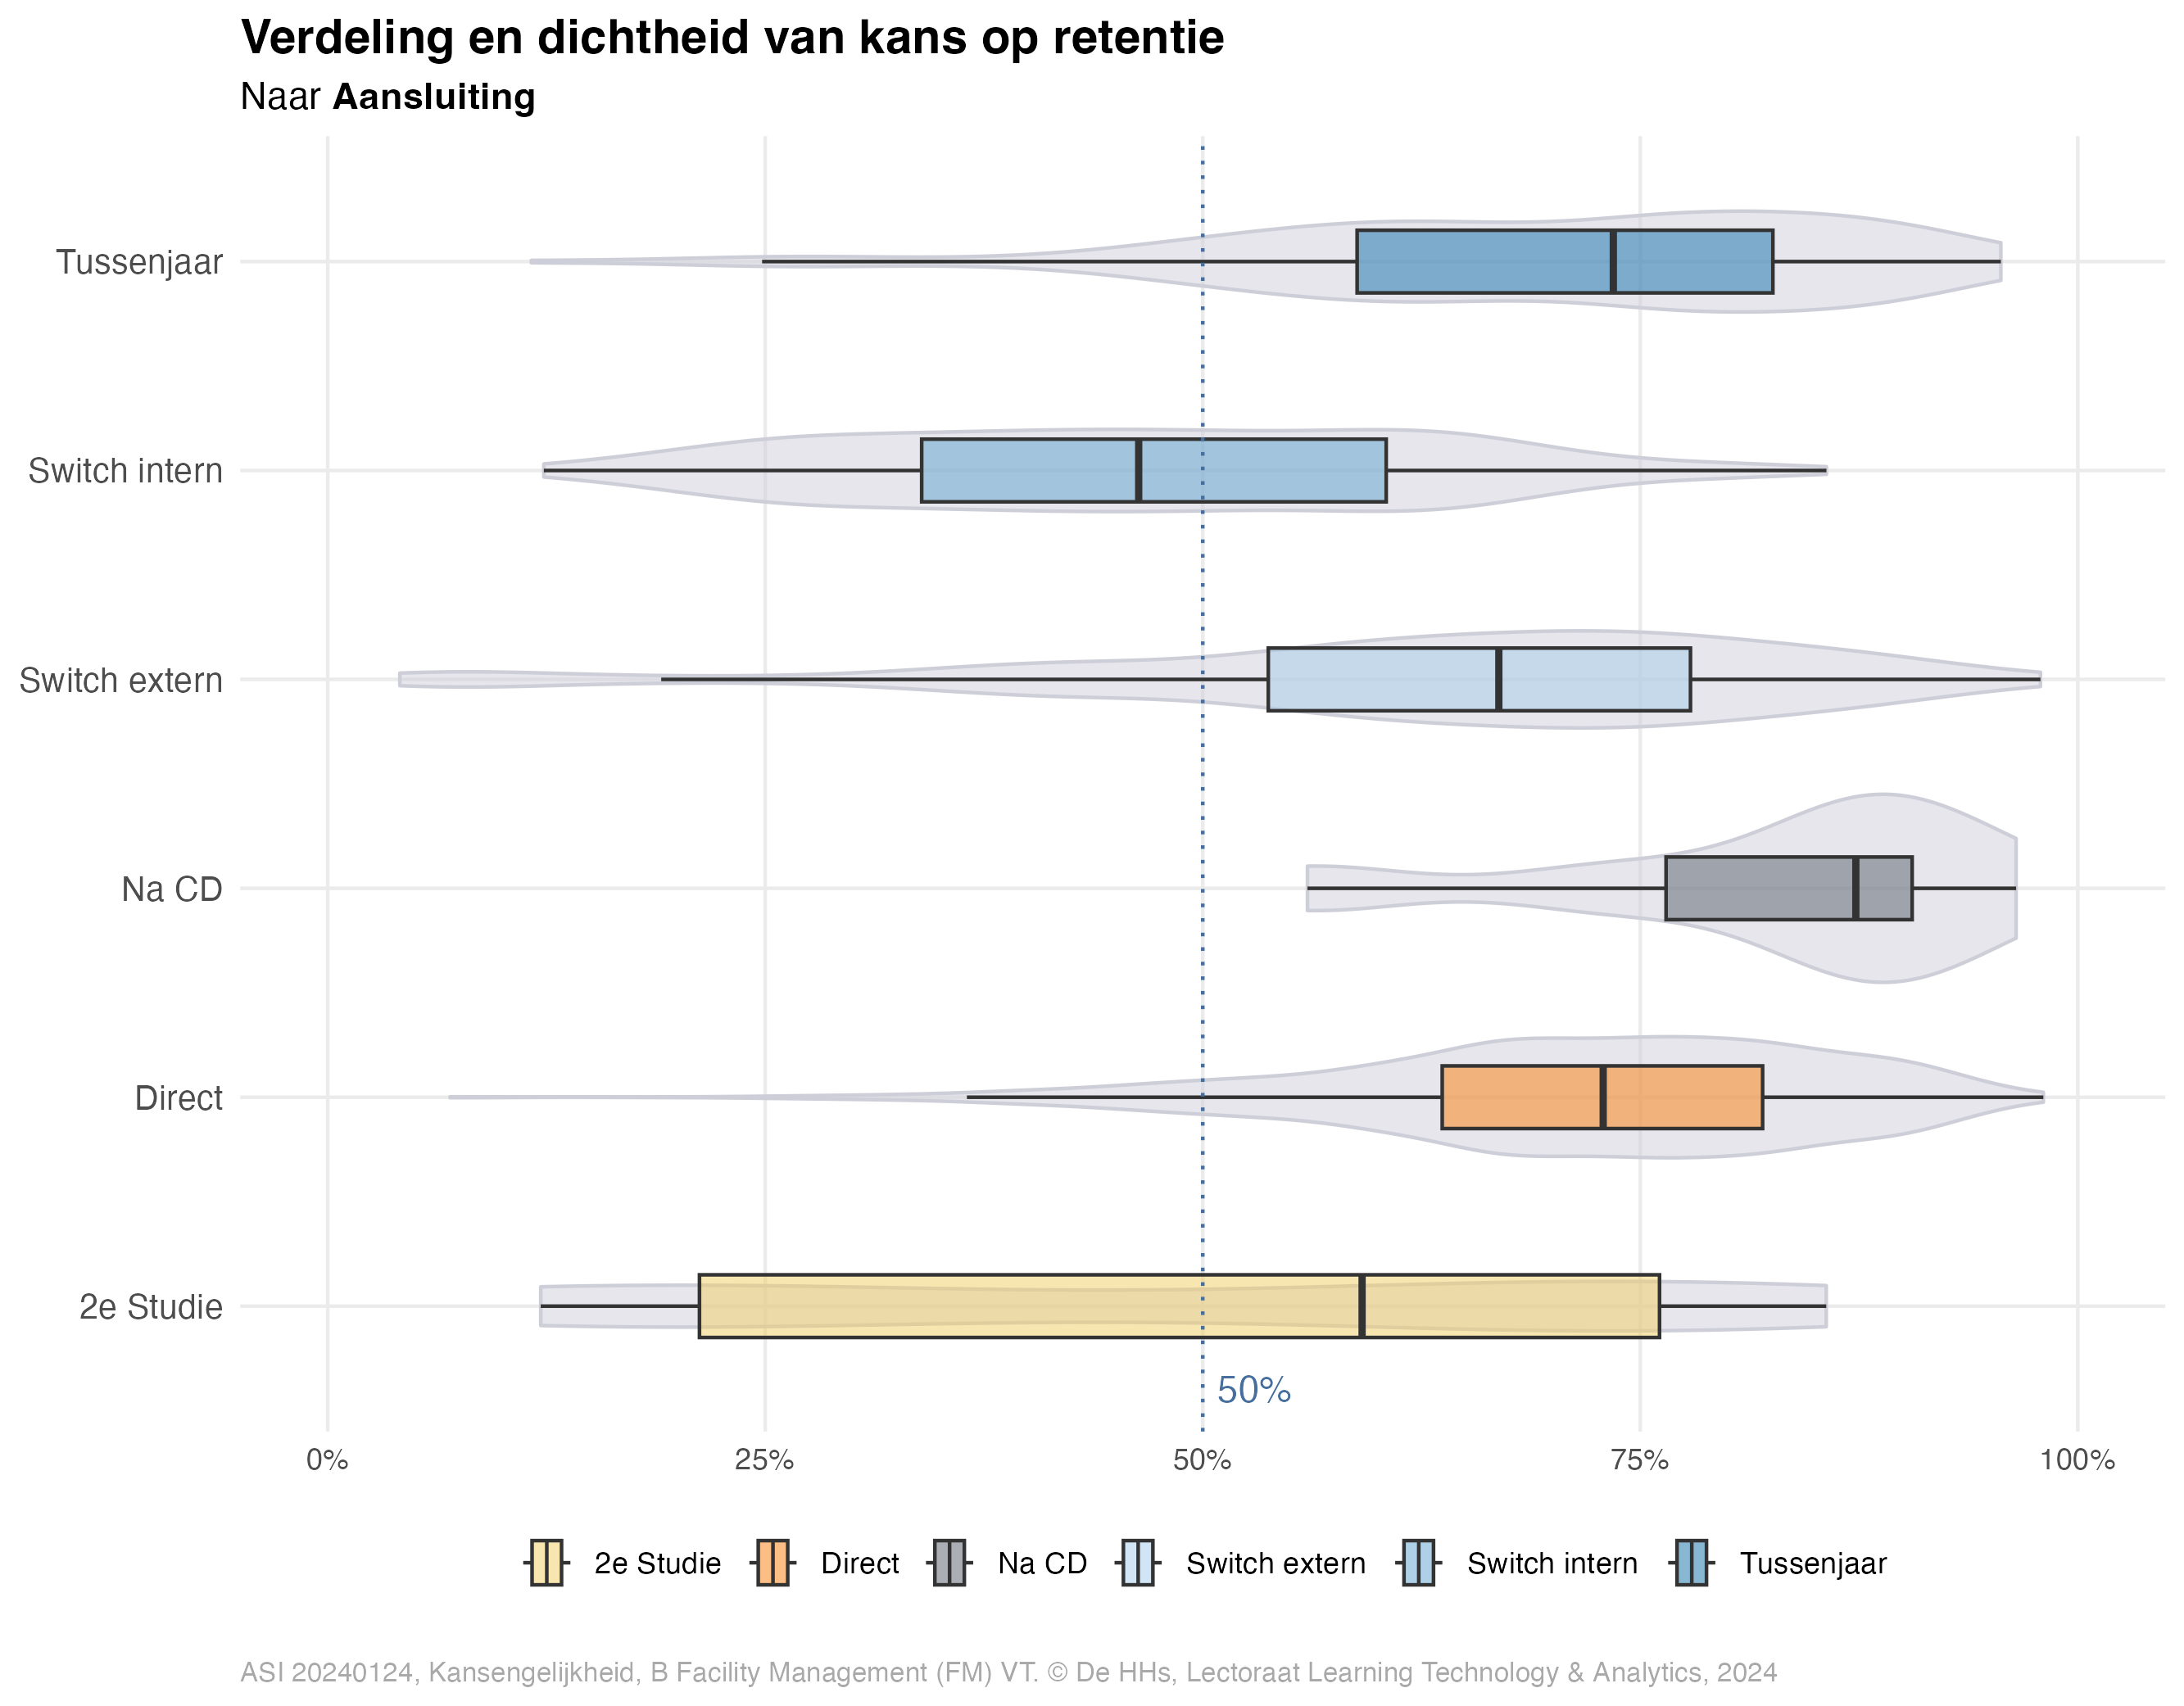 Verdeling en dichtheid van kans op retentie
Naar Aansluiting
Tussenjaar
Switch intern
Switch extern
Na CD
Direct
2e Studie
50%
0% 25% 50% 75% 100%
2e Studie Direct Na CD Switch extern Switch intern Tussenjaar
ASI 20240124, Kansengelijkheid, B Facility Management (FM) VT. © De HHs, Lectoraat Learning Technology & Analytics, 2024